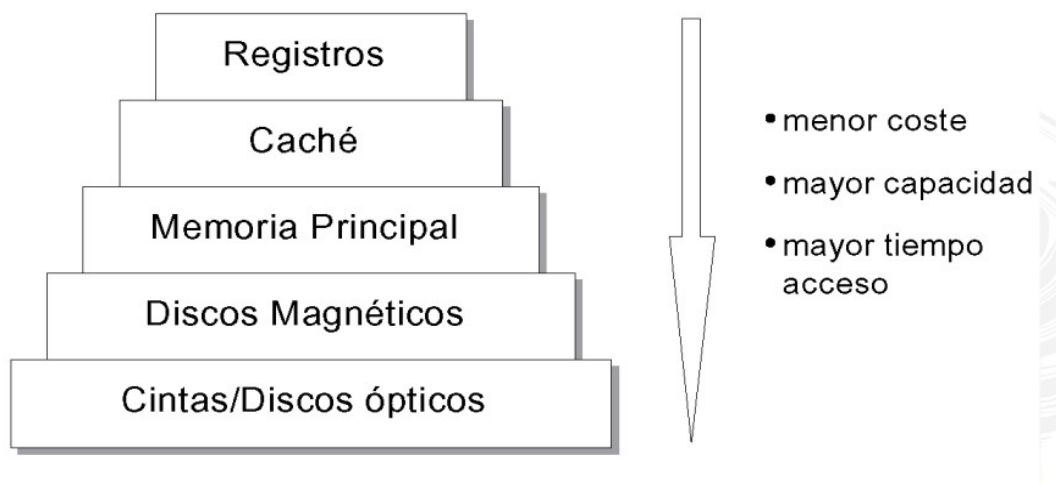 Registros
Caché
Memoria Principal
Discos Magnéticos
Cintas/Discos ópticos
• menor coste
• mayor capacidad
• mayor tiempo
acceso